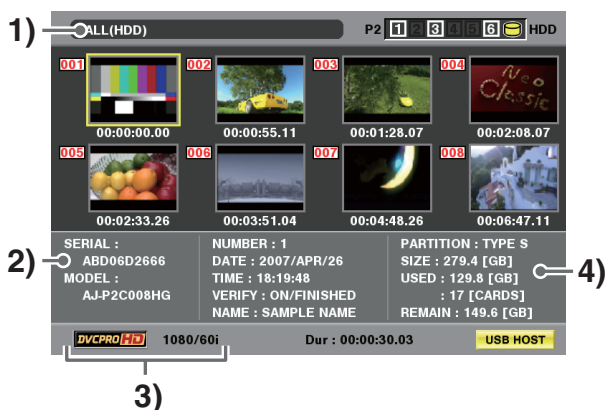 1) ALL(HDD) P2 1 2 3 4 5 6 HDD
001 002 003 004
Neo Classic
00:00:00.00 00:00:55.11 00:01:28.07 00:02:08.07
005 006 007 008
00:02:33.26 00:03:51.04 00:04:48.26 00:06:47.11
SERIAL : NUMBER : 1 PARTITION : TYPE S
2) ABD06D2666 DATE : 2007/APR/26 SIZE : 279.4 [GB] 4)
MODEL : TIME : 18:19:48 USED : 129.8 [GB]
AJ-P2C008HG VERIFY : ON/FINISHED : 17 [CARDS]
NAME : SAMPLE NAME REMAIN : 149.6 [GB]
DVCPRO HD 1080/60i Dur : 00:00:30.03 USB HOST
3)